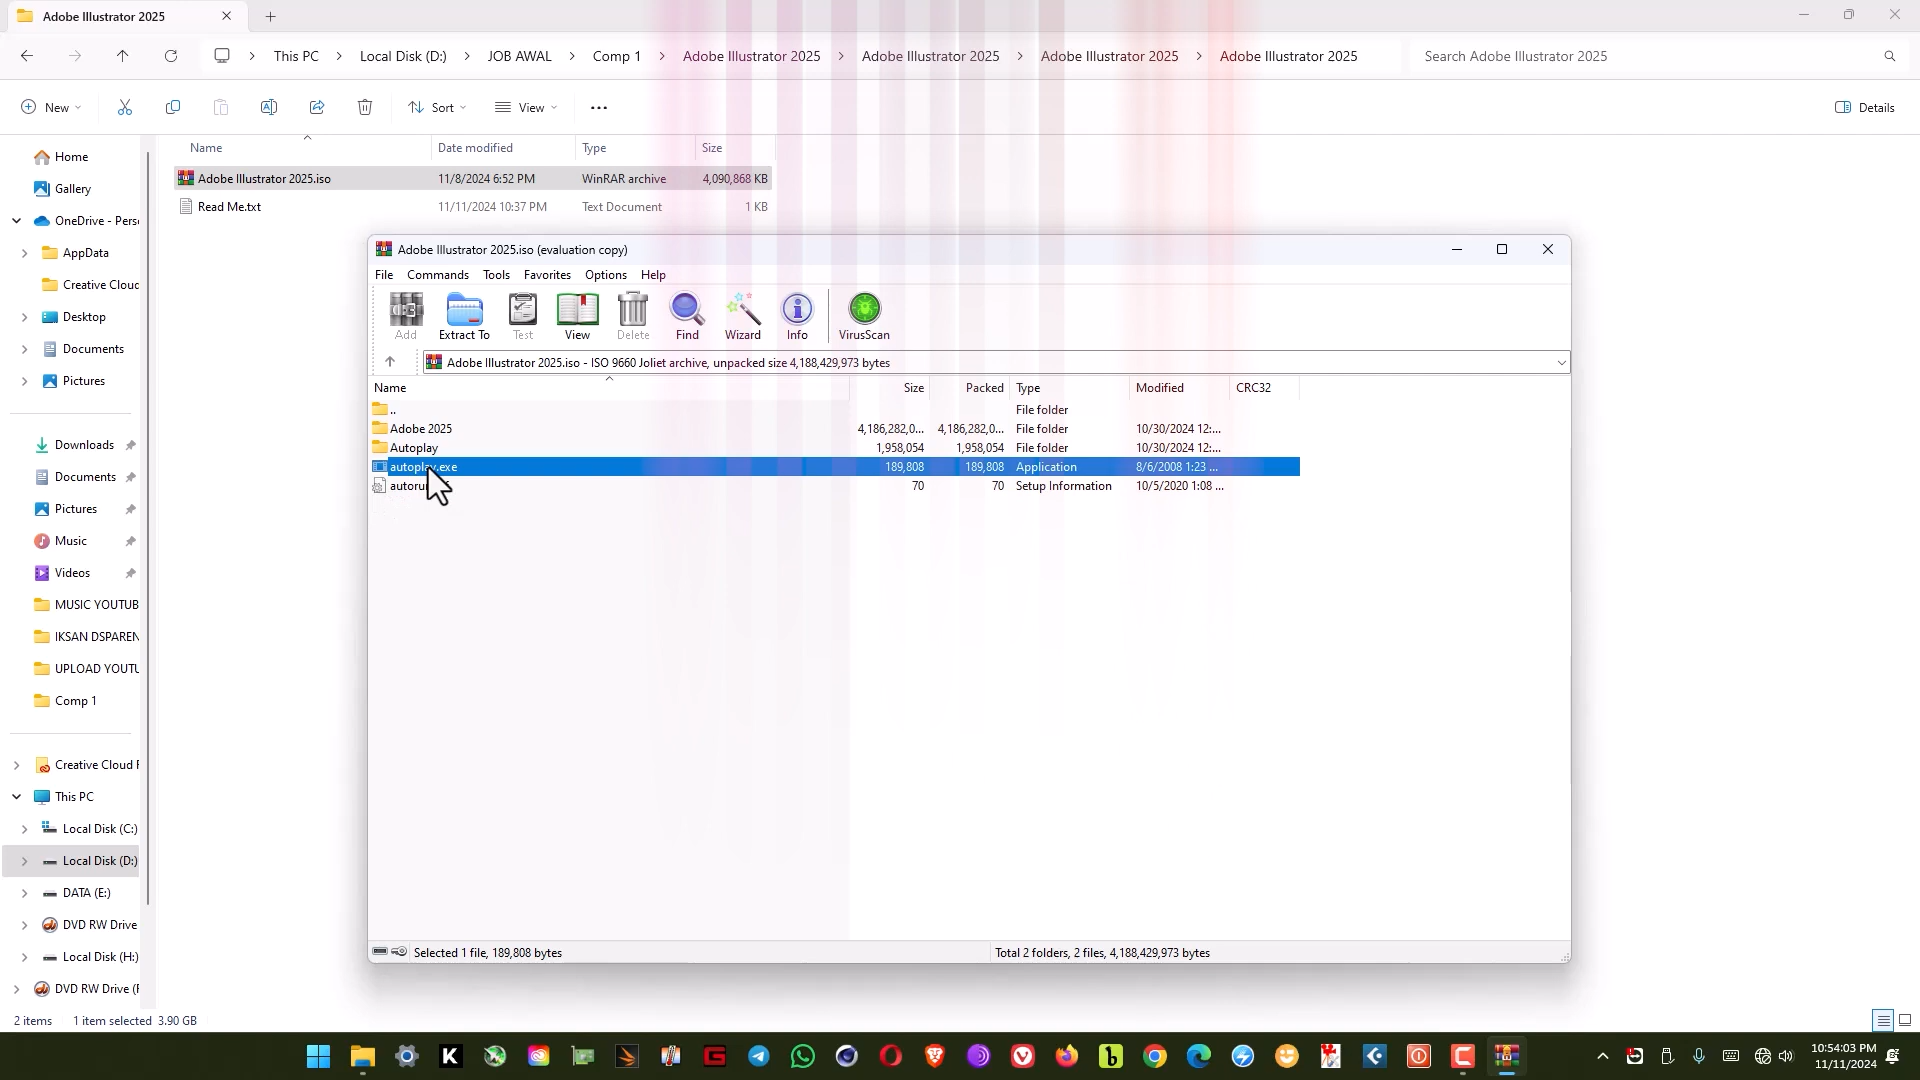 Adobe Illustrator 2025
This PC
Local Disk (D:)
JOB AWAL
Comp 1
Adobe Illustrator 2025
Adobe Illustrator 2025
Adobe Illustrator 2025
Adobe Illustrator 2025
Search Adobe Illustrator 2025
New
Sort
View
Details
Name Date modified Type Size
Adobe Illustrator 2025.iso 11/8/2024 6:52 PM WinRAR archive 4,090,868 KB
Read Me.txt 11/11/2024 10:37 PM Text Document 1 KB
Home
Gallery
OneDrive - Pers
AppData
Creative Cloud
Desktop
Documents
Pictures
Downloads
Documents
Pictures
Music
Videos
MUSIC YOUTUB
IKSAN DSPAREN
UPLOAD YOUTU
Comp 1
Creative Cloud F
This PC
Local Disk (C:)
Local Disk (D:)
DATA (E:)
DVD RW Drive
Local Disk (H:)
DVD RW Drive (F
Adobe Illustrator 2025.iso (evaluation copy)
File Commands Tools Favorites Options Help
Add Extract To Test View Delete Find Wizard Info VirusScan
Adobe Illustrator 2025.iso - ISO 9660 Joliet archive, unpacked size 4,188,429,973 bytes
Name Size Packed Type Modified CRC32
.. File folder
Adobe 2025 4,186,282,0... 4,186,282,0... File folder 10/30/2024 12:...
Autoplay 1,958,054 1,958,054 File folder 10/30/2024 12:...
autoplay.exe 189,808 189,808 Application 8/6/2008 1:23 ...
70 70 Setup Information 10/5/2020 1:08 ...
Selected 1 file, 189,808 bytes
Total 2 folders, 2 files, 4,188,429,973 bytes
2 items 1 item selected 3.90 GB
10:54:03 PM
11/11/2024